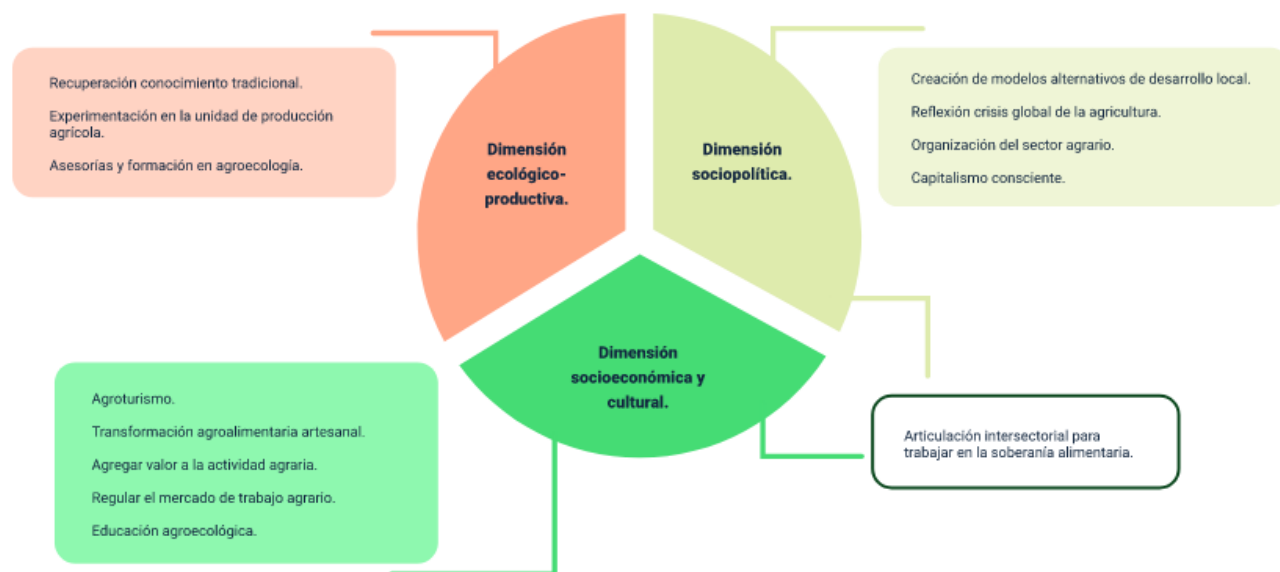 Recuperación conocimiento tradicional.
Experimentación en la unidad de producción
agrícola.
Asesorías y formación en agroecología.
Dimensión
ecológico-
productiva.
Dimensión
sociopolítica.
Creación de modelos alternativos de desarrollo local.
Reflexión crisis global de la agricultura.
Organización del sector agrario.
Capitalismo consciente.
Dimensión
socioeconómica y
cultural.
Agroturismo.
Transformación agroalimentaria artesanal.
Agregar valor a la actividad agraria.
Regular el mercado de trabajo agrario.
Educación agroecológica.
Articulación intersectorial para
trabajar en la soberanía alimentaria.